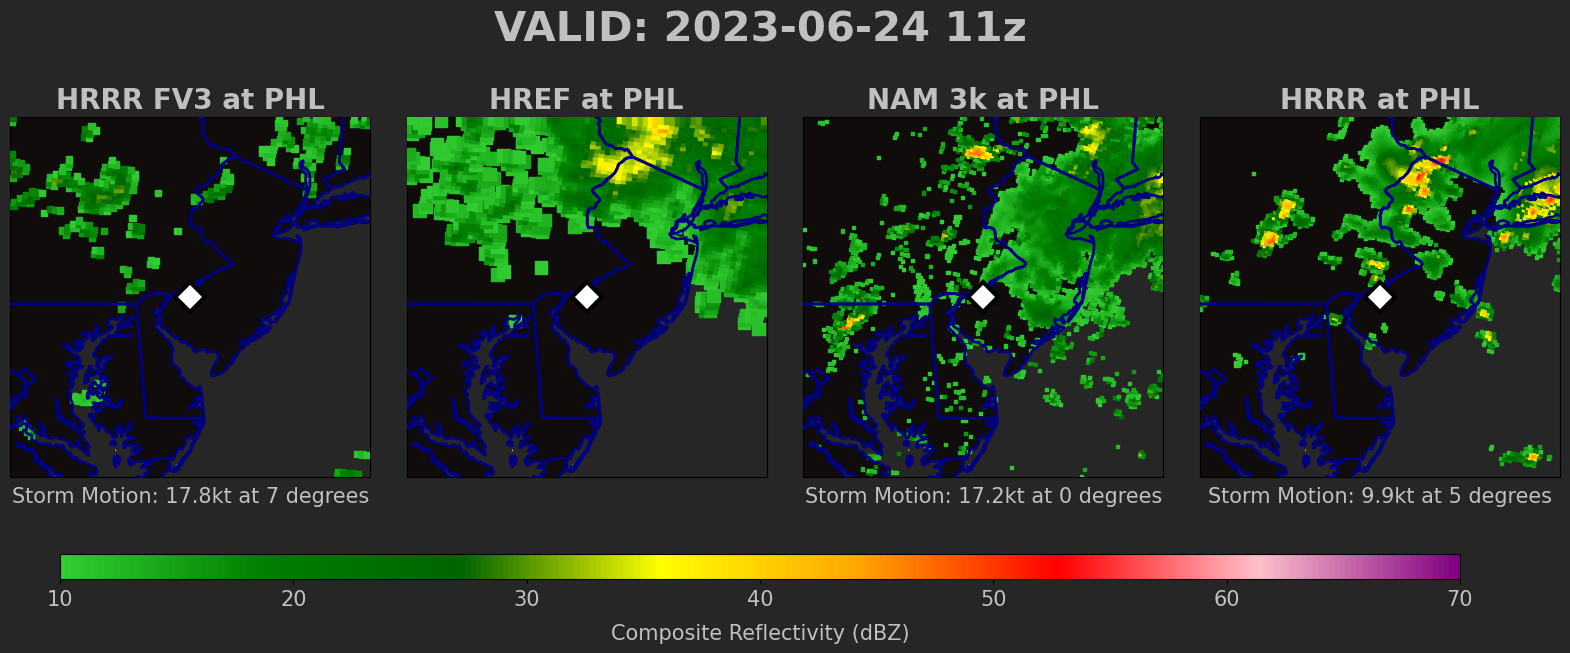 VALID: 2023-06-24 11z
HRRR FV3 at PHL
HREF at PHL
NAM 3k at PHL
HRRR at PHL
Storm Motion: 17.8kt at 7 degrees
Storm Motion: 17.2kt at 0 degrees
Storm Motion: 9.9kt at 5 degrees
10 20 30 40 50 60 70
Composite Reflectivity (dBZ)